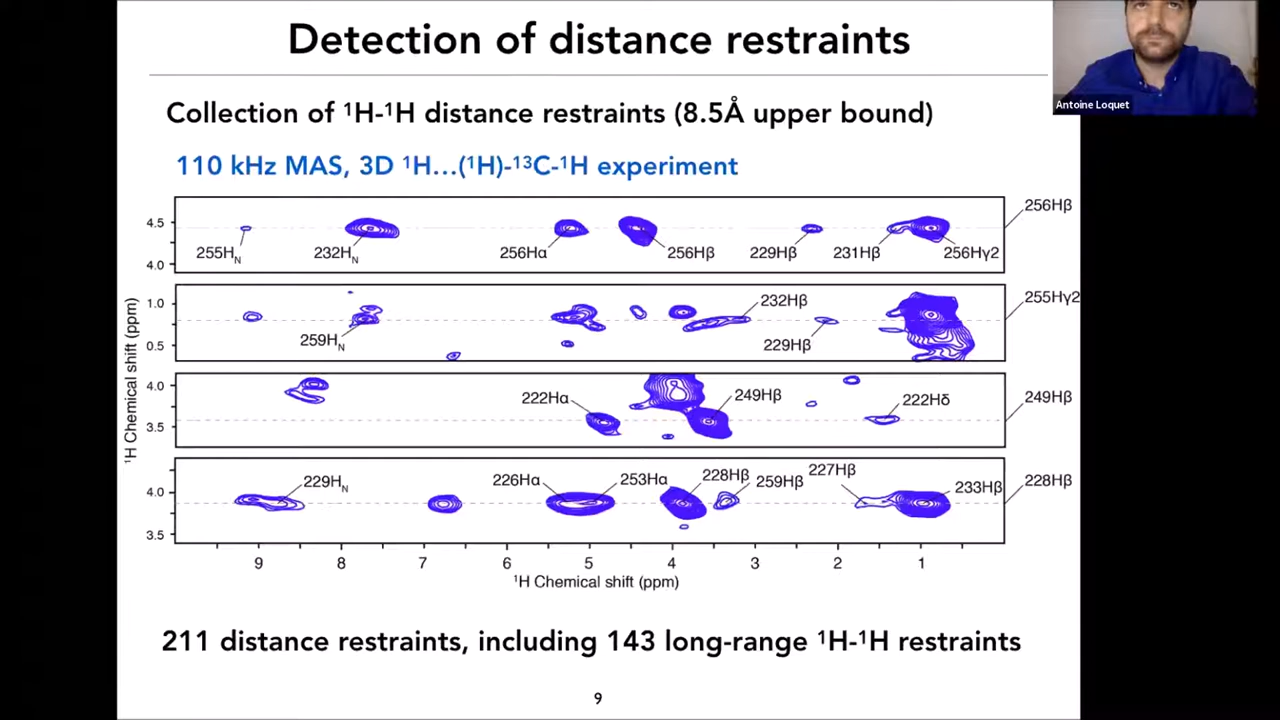 Detection of distance restraints
Antoine Loquet
Collection of ¹H-¹H distance restraints (8.5Å upper bound)
110 kHz MAS, 3D ¹H...(¹H)-¹³C-¹H experiment
256Hβ
4.5
4.0
255H_N
232H_N
256Hα
256Hβ
229Hβ
231Hβ
256Hγ2
255Hγ2
1.0
0.5
259H_N
232Hβ
229Hβ
249Hβ
4.0
3.5
222Hα
249Hβ
222Hδ
228Hβ
4.0
3.5
229H_N
226Hα
253Hα
228Hβ
259Hβ
227Hβ
233Hβ
¹H Chemical shift (ppm)
9 8 7 6 5 4 3 2 1
¹H Chemical shift (ppm)
211 distance restraints, including 143 long-range ¹H-¹H restraints
9